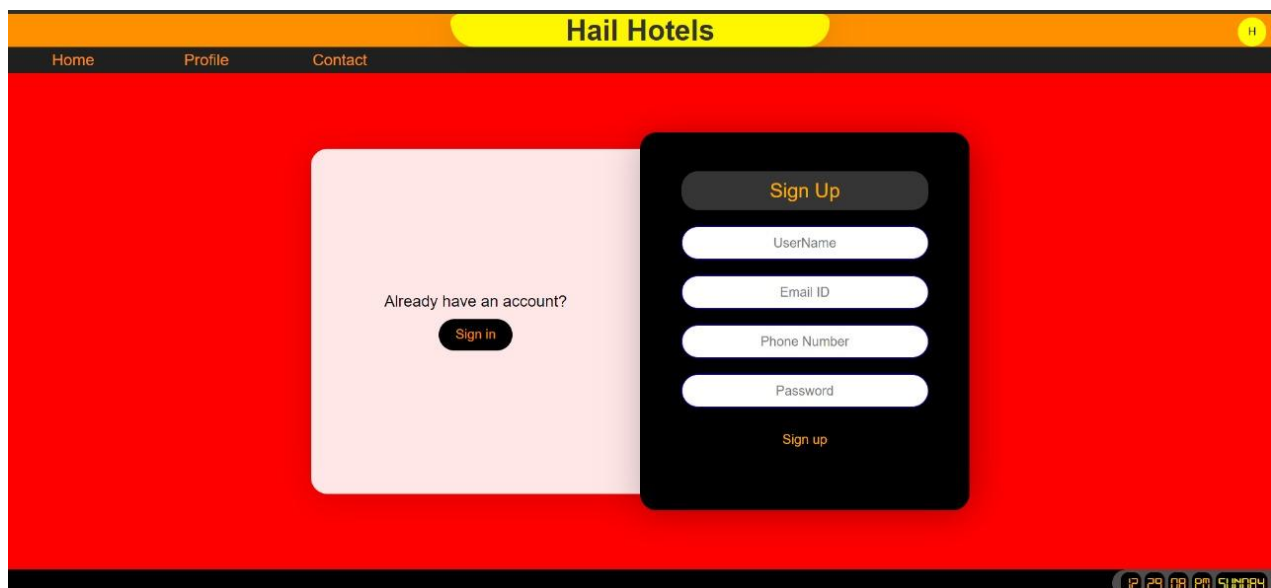 Hail Hotels
H
Home Profile Contact
Sign Up
UserName
Email ID
Phone Number
Password
Sign up
Already have an account?
Sign in
12 29 08 PM SUNDAY